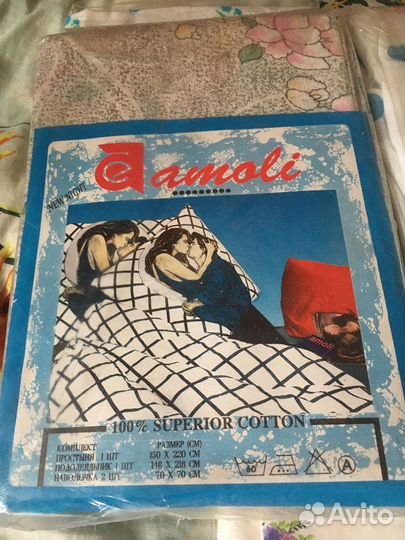 e amoli
NEW NIGHT
amoli
100% SUPERIOR COTTON
КОМПЛЕКТ РАЗМЕР (СМ)
ПРОСТЫНЯ 1 ШТ 150 X 220 СМ
ПОДОДЕЯЛЬНИК 1 ШТ 148 X 218 СМ
НАВОЛОЧКА 2 ШТ 70 X 70 СМ
60°
A
Avito